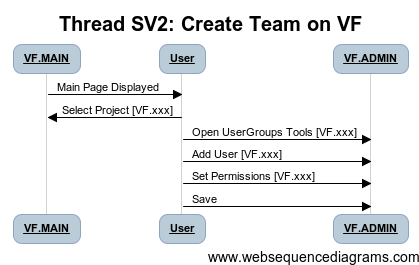 Thread SV2: Create Team on VF
VF.MAIN User VF.ADMIN
Main Page Displayed
Select Project [VF.xxx]
Open UserGroups Tools [VF.xxx]
Add User [VF.xxx]
Set Permissions [VF.xxx]
Save
VF.MAIN User VF.ADMIN
www.websequencediagrams.com